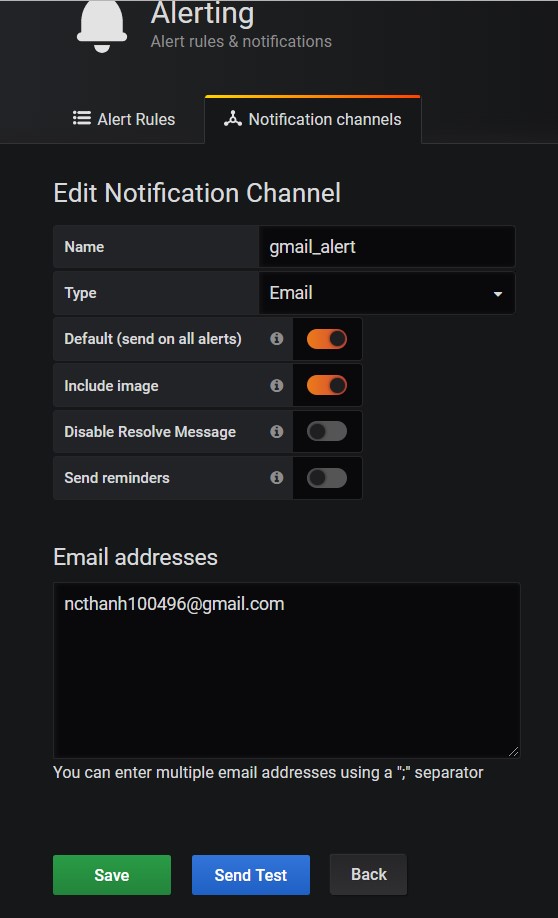 Alerting
Alert rules & notifications
Alert Rules
Notification channels
Edit Notification Channel
Name
gmail_alert
Type
Email
Default (send on all alerts)
Include image
Disable Resolve Message
Send reminders
Email addresses
ncthanh100496@gmail.com
You can enter multiple email addresses using a ";" separator
Save
Send Test
Back